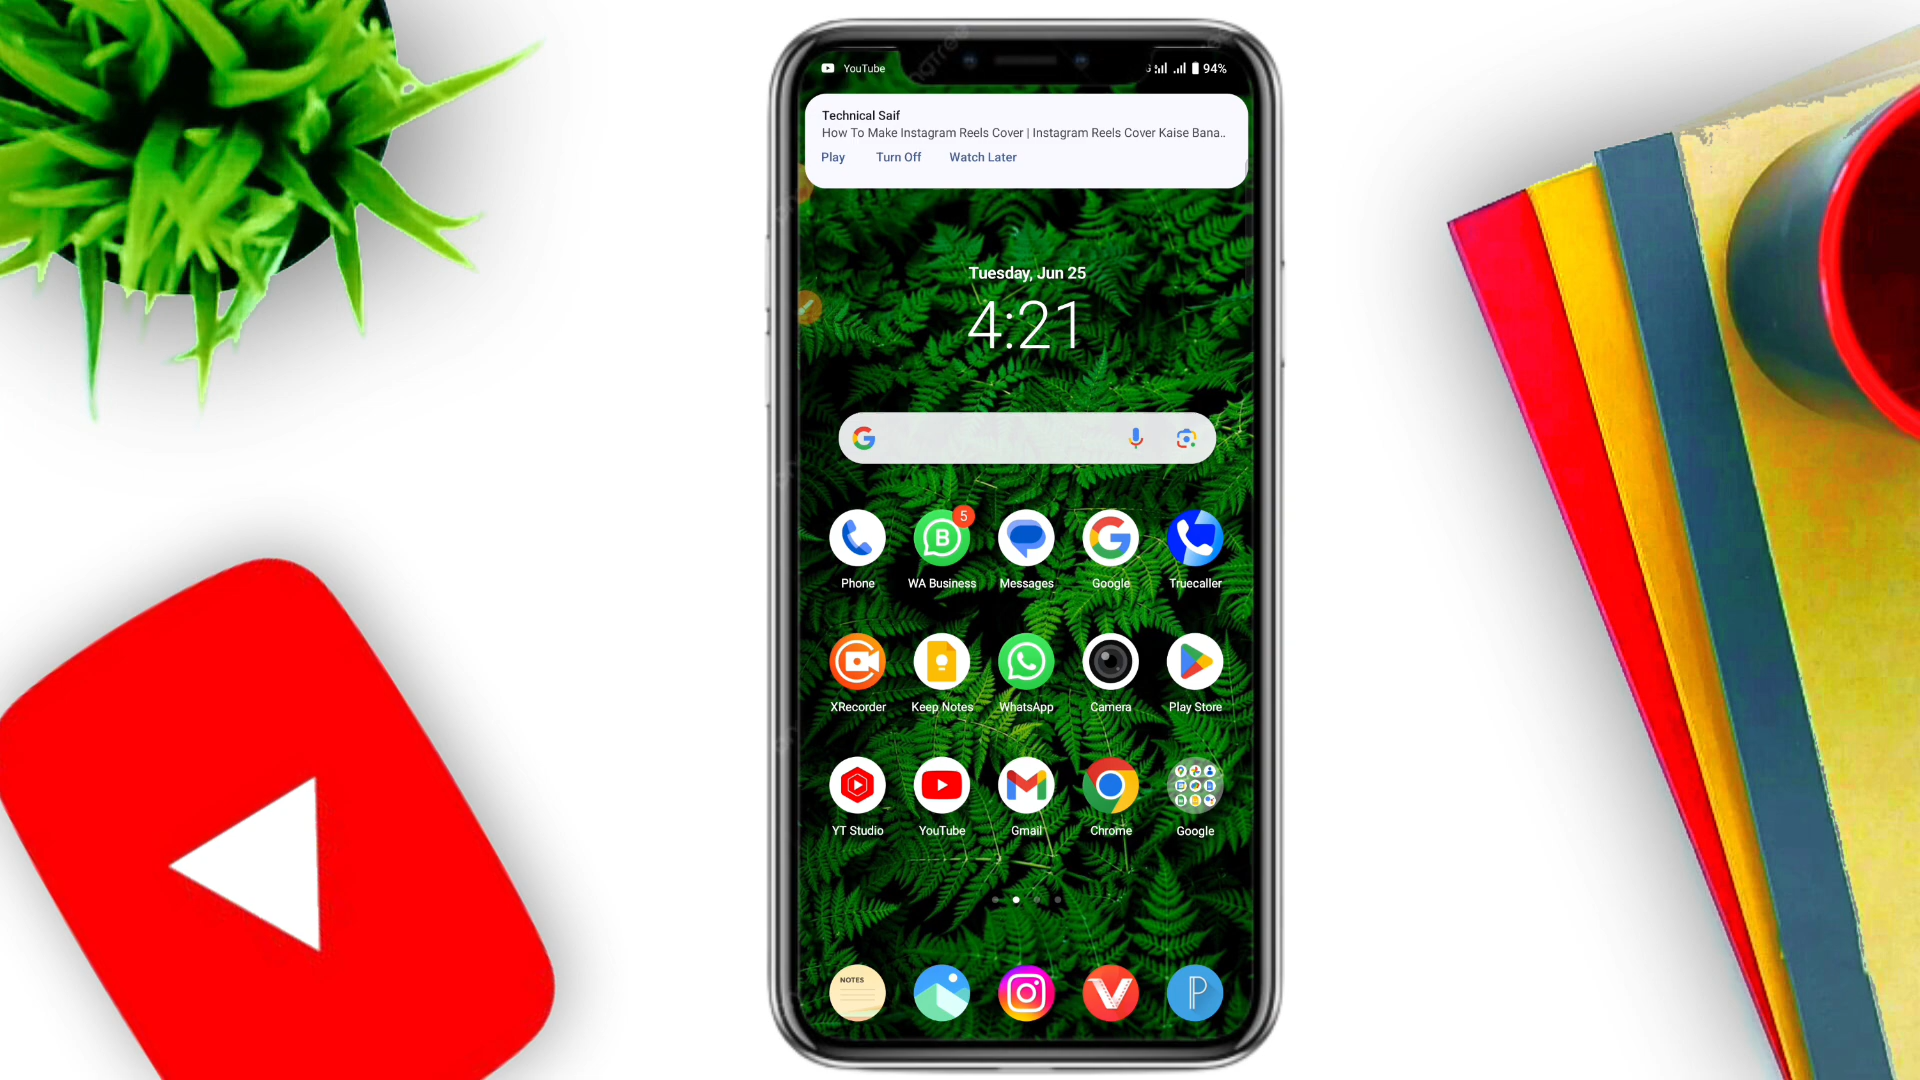 YouTube 94%
Technical Saif
How To Make Instagram Reels Cover | Instagram Reels Cover Kaise Bana..
Play Turn Off Watch Later
Tuesday, Jun 25
4:21
5
Phone WA Business Messages Google Truecaller
XRecorder Keep Notes WhatsApp Camera Play Store
YT Studio YouTube Gmail Chrome Google
NOTES